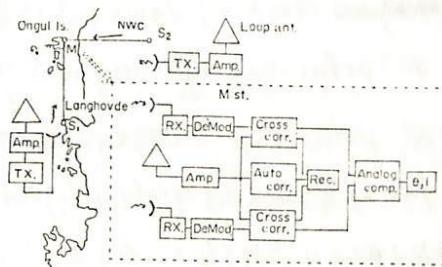 Ongul Is.
NWC
S₂
M
Loop ant.
TX.
Amp.
M st.
Langhovde
S₁
Amp
TX.
RX.
DeMod.
Cross corr.
Amp
Auto corr.
Rec.
Analog comp.
θ, i
RX.
DeMod.
Cross corr.